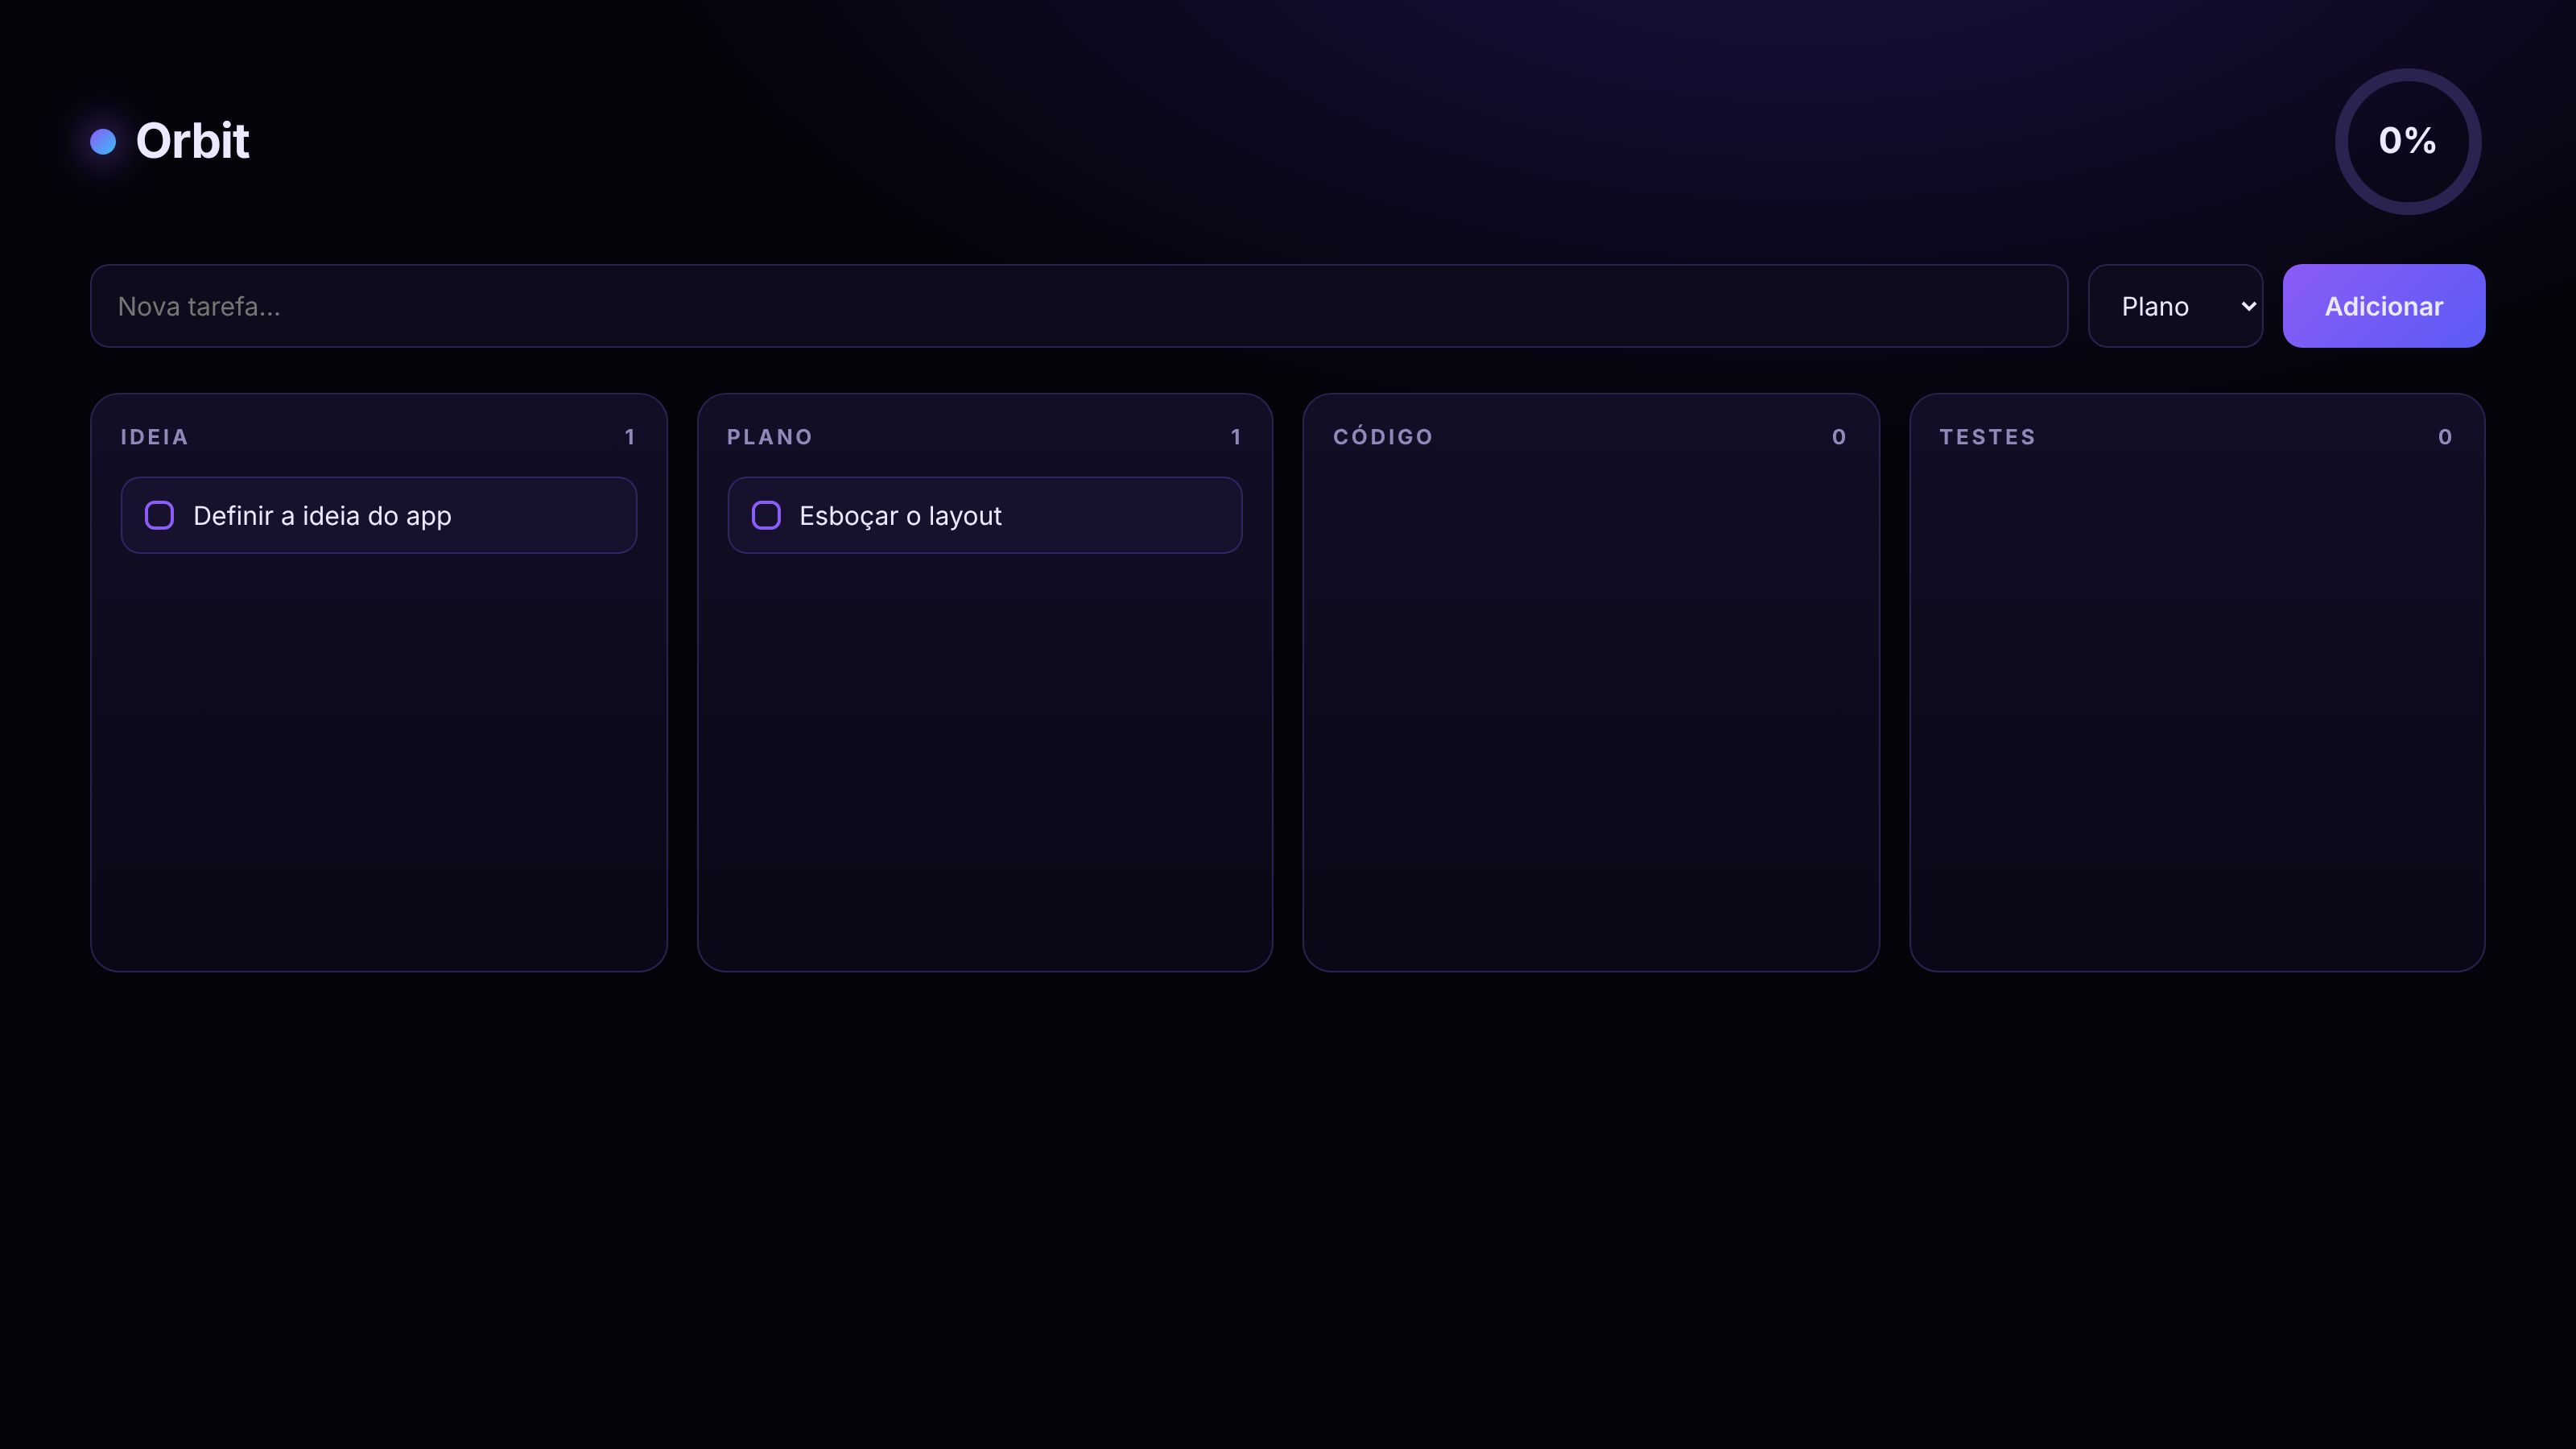 Orbit
0%
Nova tarefa...
Plano
Adicionar
IDEIA 1
PLANO 1
CÓDIGO 0
TESTES 0
Definir a ideia do app
Esboçar o layout